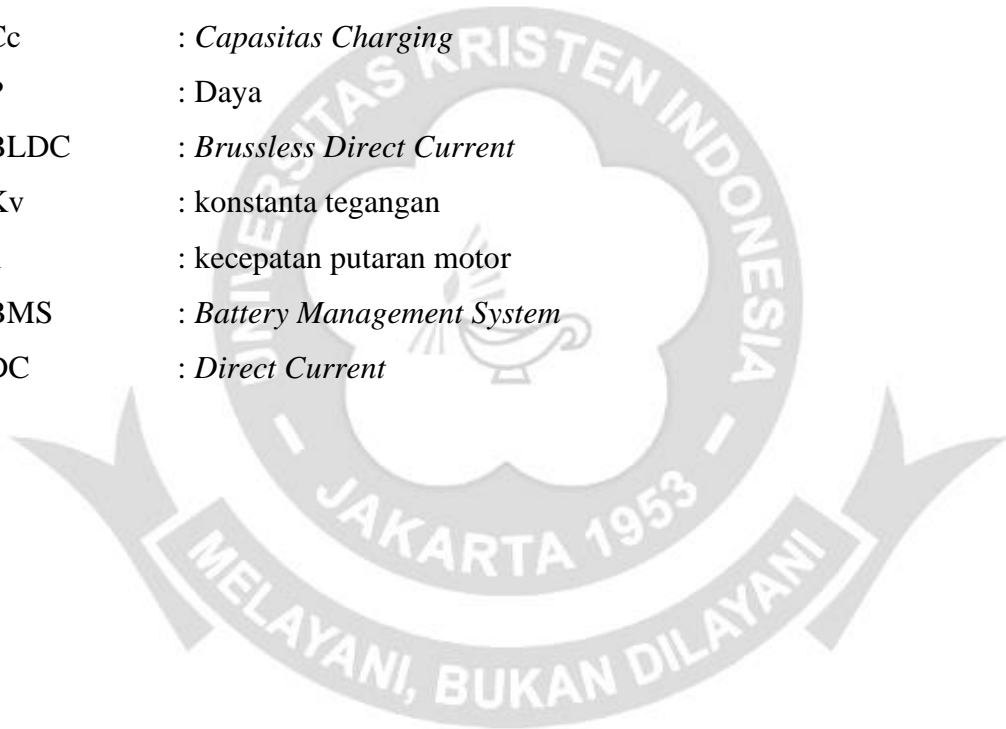 Cc : Capasitas Charging
P : Daya
BLDC : Brussless Direct Current
Kv : konstanta tegangan
: kecepatan putaran motor
BMS : Battery Management System
DC : Direct Current
UNIVERSITAS KRISTEN INDONESIA
- JAKARTA 1953 -
MELAYANI, BUKAN DILAYANI